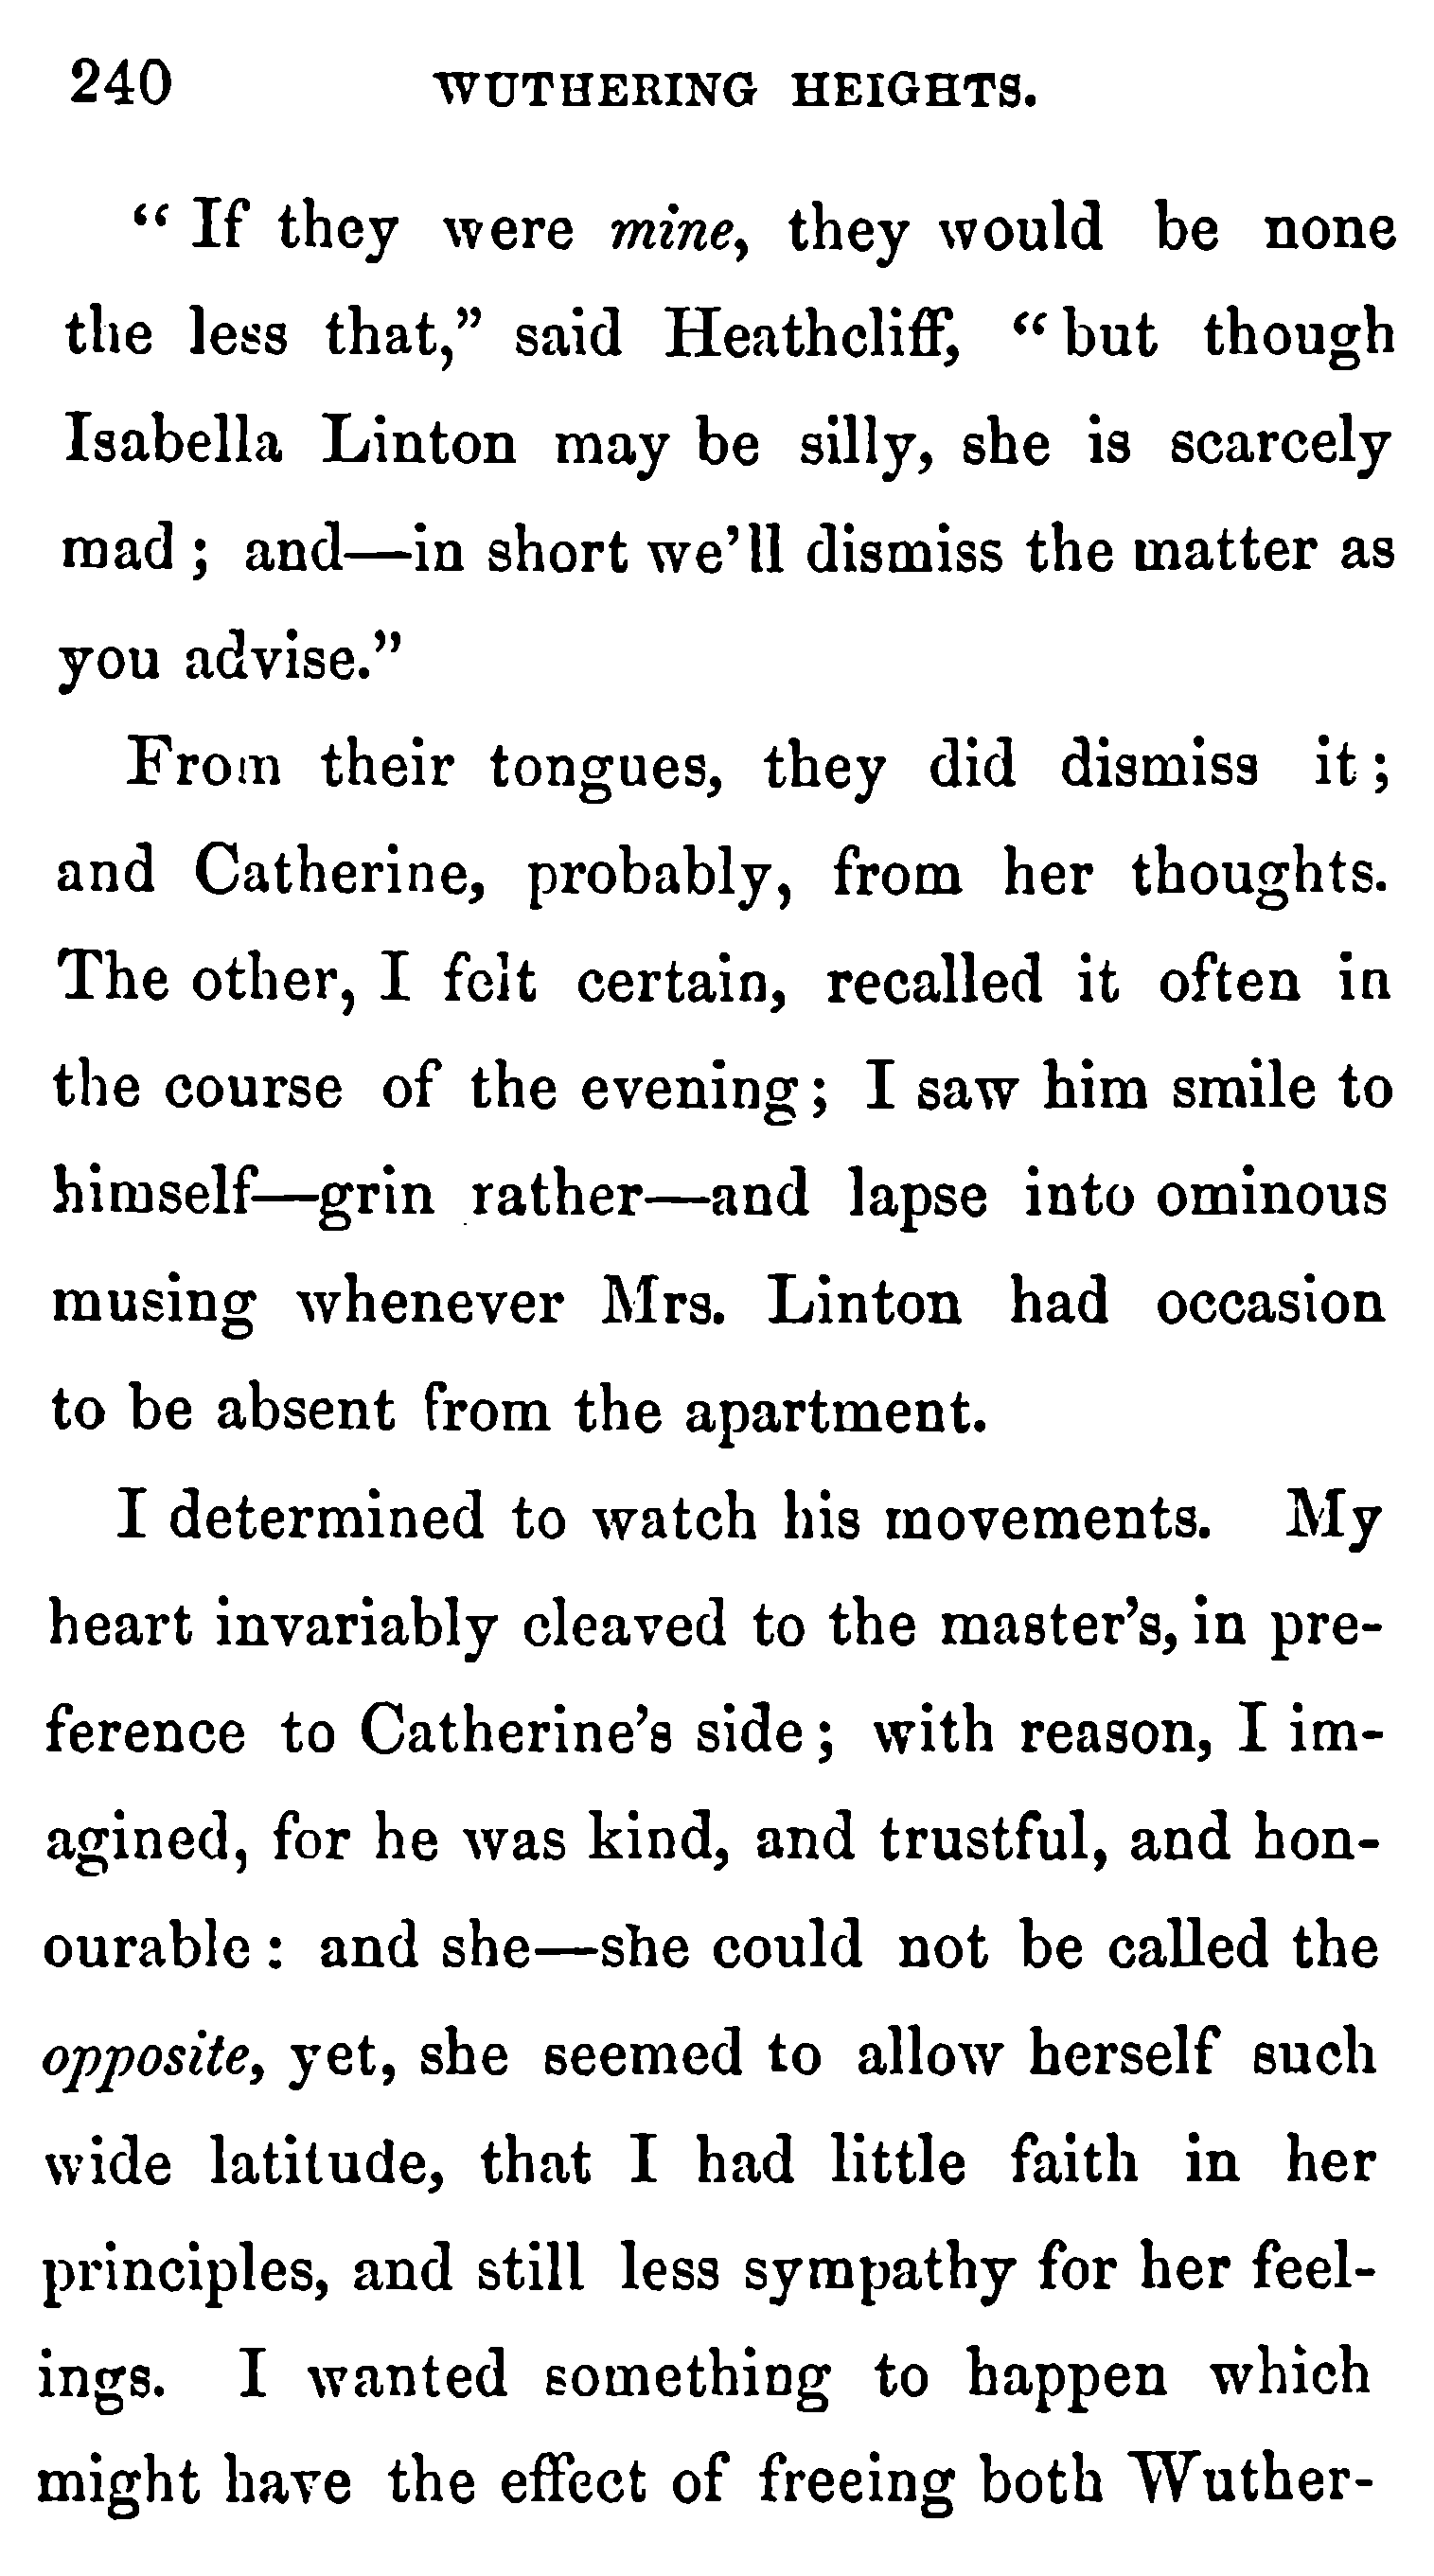 240 WUTHERING HEIGHTS.
“ If they were mine, they would be none
the less that,” said Heathcliff, “but though
Isabella Linton may be silly, she is scarcely
mad ; and—in short we’ll dismiss the matter as
you advise.”
From their tongues, they did dismiss it ;
and Catherine, probably, from her thoughts.
The other, I felt certain, recalled it often in
the course of the evening ; I saw him smile to
himself—grin rather—and lapse into ominous
musing whenever Mrs. Linton had occasion
to be absent from the apartment.
I determined to watch his movements. My
heart invariably cleaved to the master’s, in pre-
ference to Catherine’s side ; with reason, I im-
agined, for he was kind, and trustful, and hon-
ourable : and she—she could not be called the
opposite, yet, she seemed to allow herself such
wide latitude, that I had little faith in her
principles, and still less sympathy for her feel-
ings. I wanted something to happen which
might have the effect of freeing both Wuther-